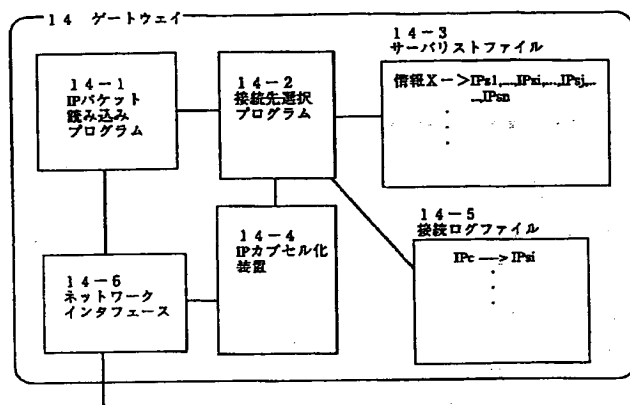 14 ゲートウェイ
14-1
IPパケット
読み込み
プログラム
14-2
接続先選択
プログラム
14-3
サーバリストファイル
情報X->IPs1,...,IPsi,...,IPsj,..
..,IPsn
14-4
IPカプセル化
装置
14-5
接続ログファイル
IPc --> IPsi
14-6
ネットワーク
インタフェース